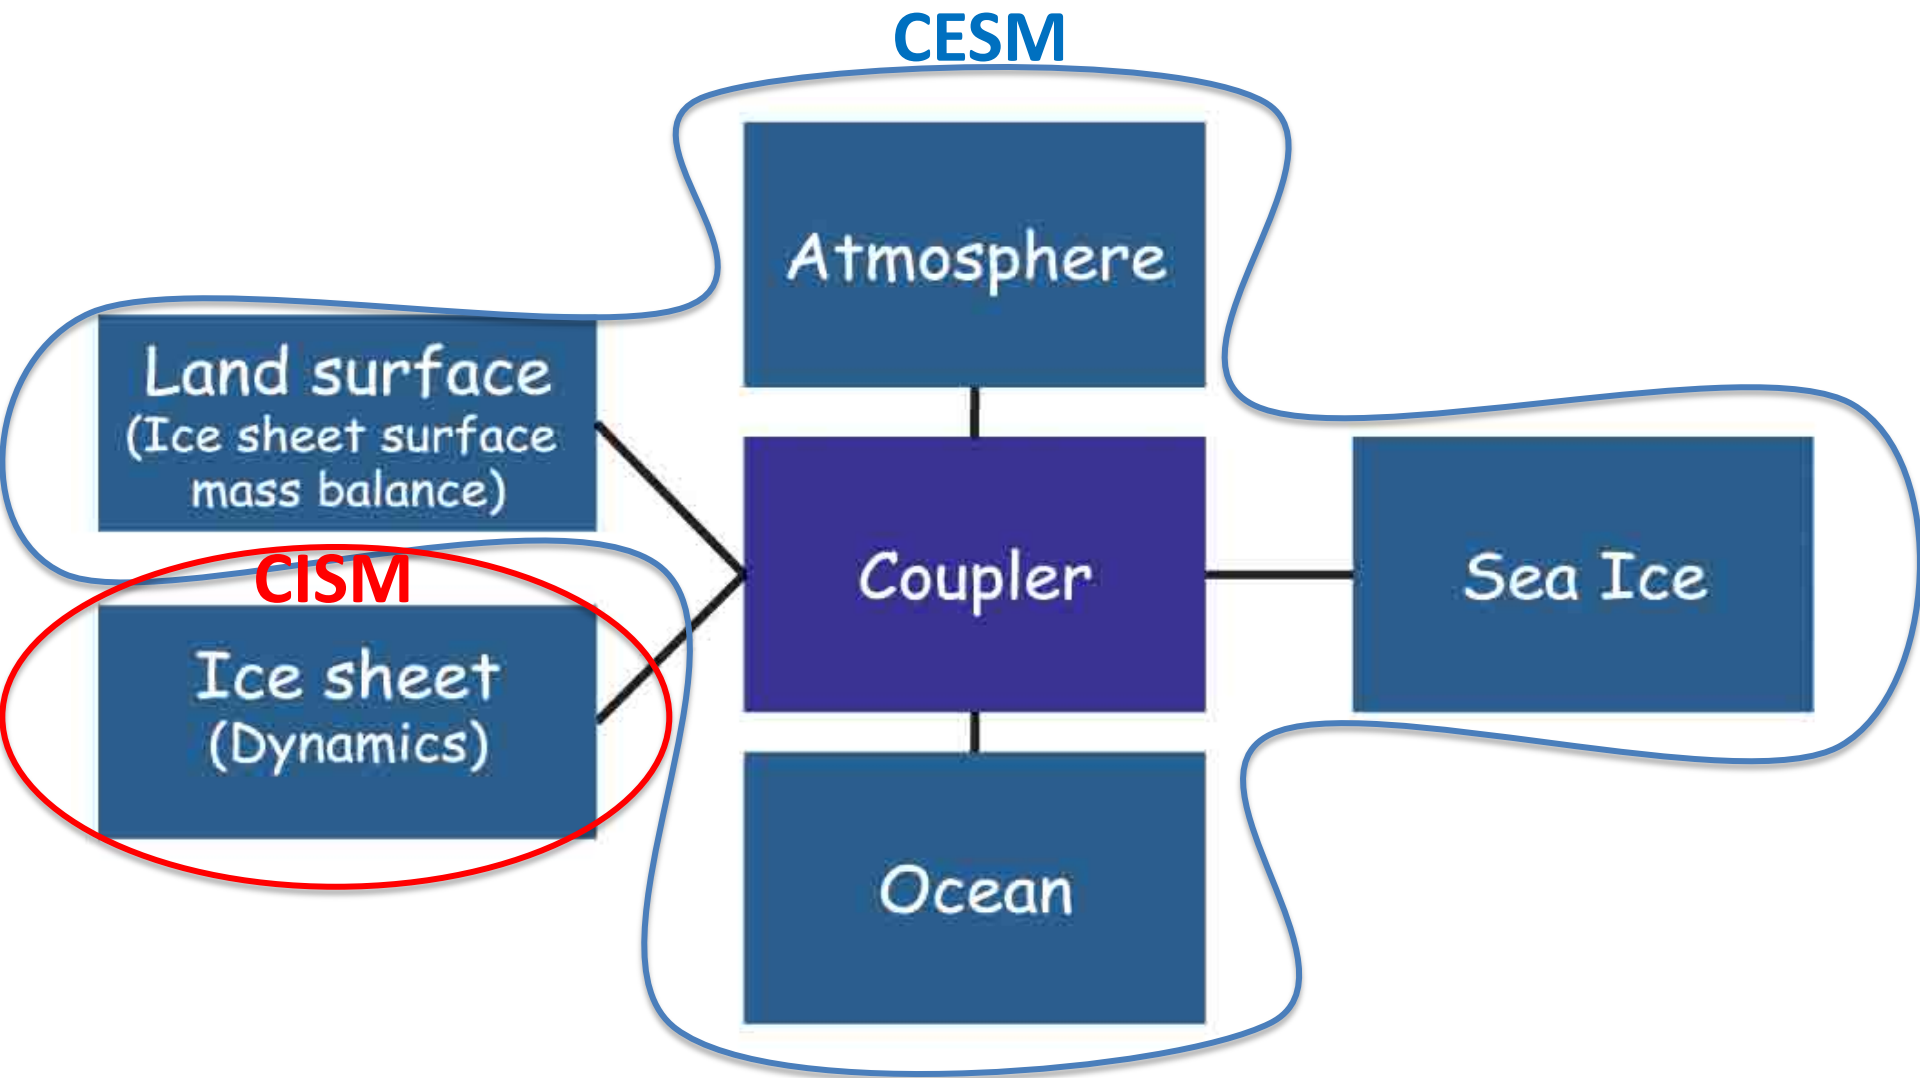 CESM
Atmosphere
Land surface
(Ice sheet surface
mass balance)
CISM
Ice sheet
(Dynamics)
Coupler
Sea Ice
Ocean